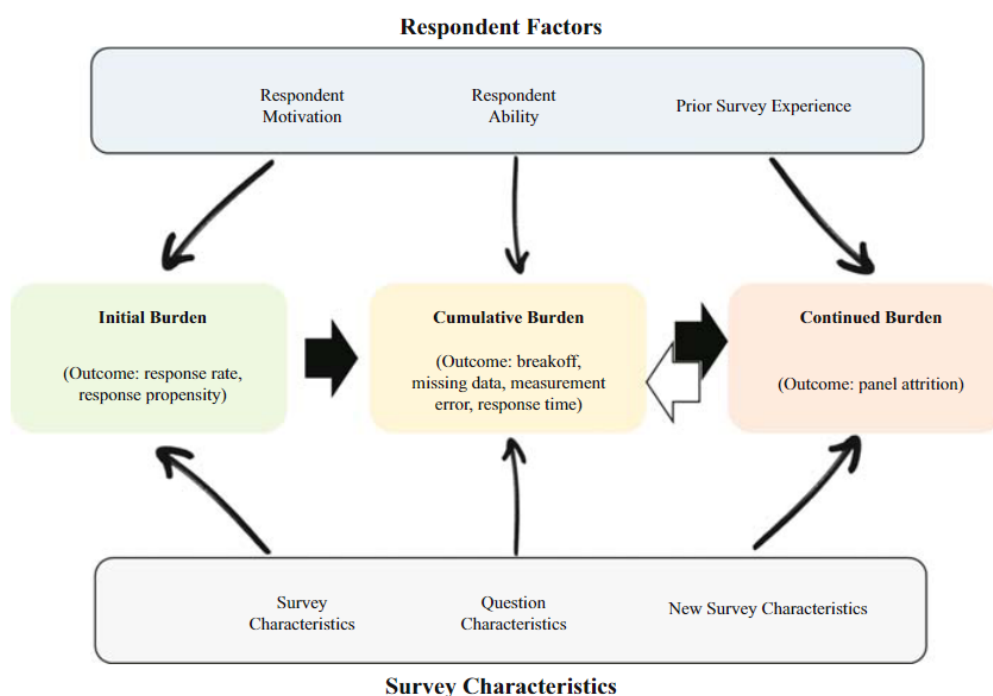 Respondent Factors
Respondent
Motivation
Respondent
Ability
Prior Survey Experience
Initial Burden
(Outcome: response rate,
response propensity)
Cumulative Burden
(Outcome: breakoff,
missing data, measurement
error, response time)
Continued Burden
(Outcome: panel attrition)
Survey
Characteristics
Question
Characteristics
New Survey Characteristics
Survey Characteristics